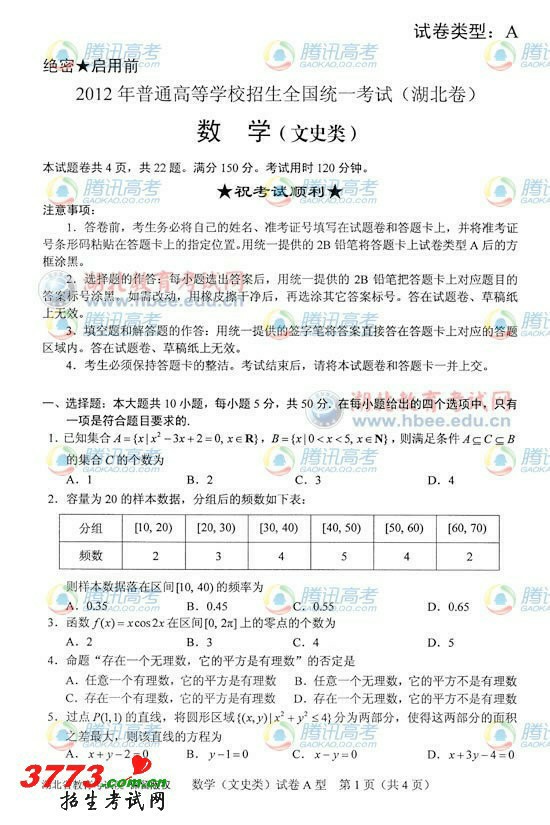 试卷类型：A
绝密★启用前
2012 年普通高等学校招生全国统一考试（湖北卷）
数 学（文史类）
本试题卷共 4 页，共 22 题。满分 150 分。考试用时 120 分钟。
★祝考试顺利★
注意事项：
1．答卷前，考生务必将自己的姓名、准考证号填写在试题卷和答题卡上，并将准考证
号条形码粘贴在答题卡上的指定位置。用统一提供的 2B 铅笔将答题卡上试卷类型 A 后的方
框涂黑。
2．选择题的作答：每小题选出答案后，用统一提供的 2B 铅笔把答题卡上对应题目的
答案标号涂黑。如需改动，用橡皮擦干净后，再选涂其它答案标号。答在试题卷、草稿纸
上无效。
3．填空题和解答题的作答：用统一提供的签字笔将答案直接答在答题卡上对应的答题
区域内。答在试题卷、草稿纸上无效。
4．考生必须保持答题卡的整洁。考试结束后，请将本试题卷和答题卡一并上交。
一、选择题：本大题共 10 小题，每小题 5 分，共 50 分．在每小题给出的四个选项中，只有
一项是符合题目要求的．
1．已知集合 A={x|x²−3x+2=0, x∈R}，B={x|0<x<5, x∈N}，则满足条件 A⊆C⊆B
的集合 C 的个数为
A．1 B．2 C．3 D．4
2．容量为 20 的样本数据，分组后的频数如下表：
分组 [10, 20) [20, 30) [30, 40) [40, 50) [50, 60) [60, 70)
频数 2 3 4 5 4 2
则样本数据落在区间[10, 40) 的频率为
A．0.35 B．0.45 C．0.55 D．0.65
3．函数 f(x)=xcos2x 在区间[0, 2π] 上的零点的个数为
A．2 B．3 C．4 D．5
4．命题“存在一个无理数，它的平方是有理数”的否定是
A．任意一个有理数，它的平方是有理数 B．任意一个无理数，它的平方不是有理数
C．存在一个有理数，它的平方是有理数 D．存在一个无理数，它的平方不是有理数
5．过点 P(1,1) 的直线，将圆形区域{(x,y)|x²+y²≤4}分为两部分，使得这两部分的面积
之差最大，则该直线的方程为
A．x+y−2=0 B．y−1=0 C．x−y=0 D．x+3y−4=0
数学（文史类）试卷 A 型 第 1 页（共 4 页）
3773.com.cn
招生考试网
腾讯高考
GAOKAO.QQ.COM
湖北教育考试网
www.hbee.edu.cn